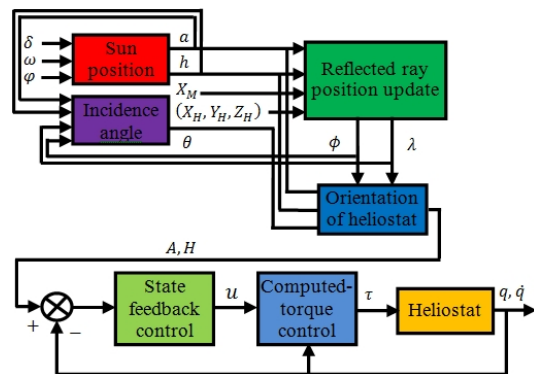 δ
ω
φ
Sun
position
a
h
Reflected ray
position update
X_M
(X_H, Y_H, Z_H)
Incidence
angle
θ
ϕ
λ
Orientation
of heliostat
A, H
+
−
State
feedback
control
u
Computed-
torque
control
τ
Heliostat
q, q̇